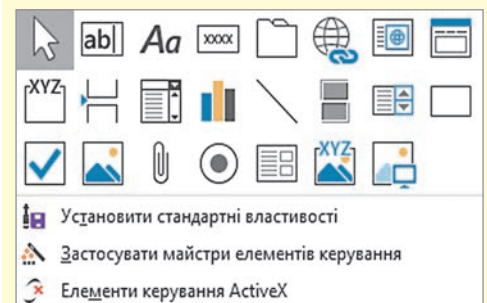 ab Aa xxxx
XYZ
XYZ
Установити стандартні властивості
Застосувати майстри елементів керування
Елементи керування ActiveX